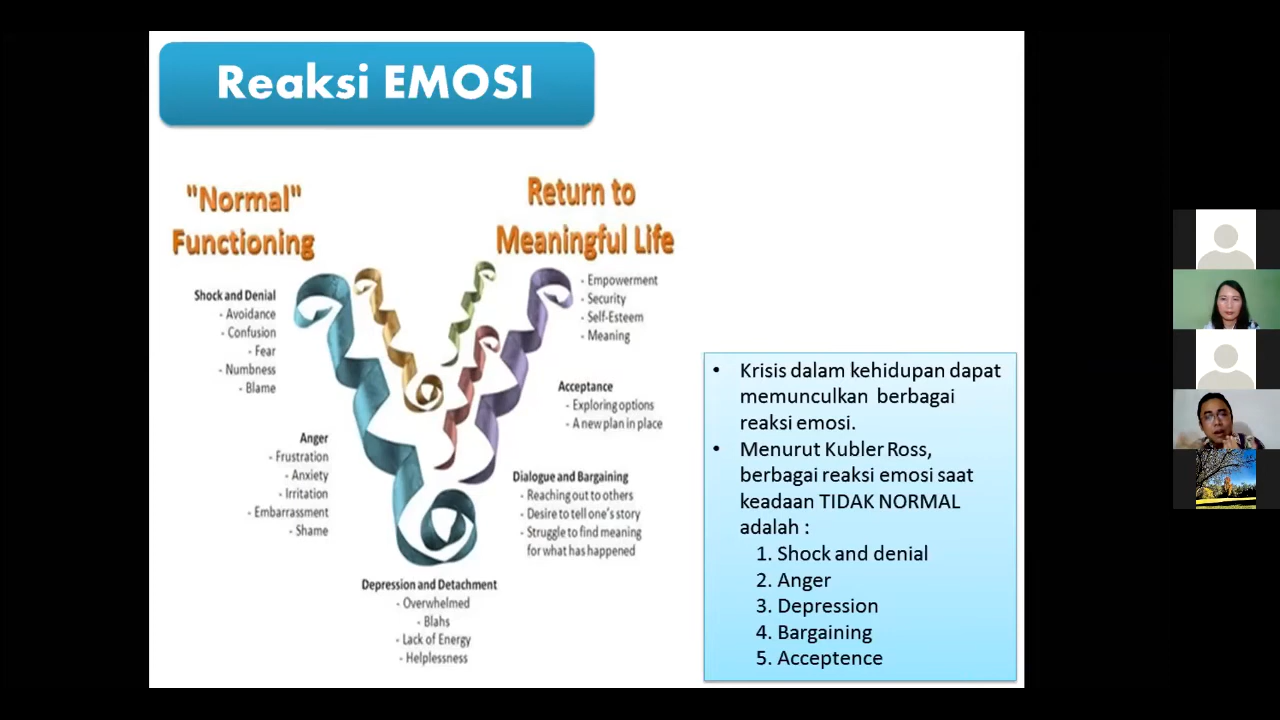 Reaksi EMOSI
"Normal"
Functioning
Return to
Meaningful Life
Shock and Denial
- Avoidance
- Confusion
- Fear
- Numbness
- Blame
Anger
- Frustration
- Anxiety
- Irritation
- Embarrassment
- Shame
Depression and Detachment
- Overwhelmed
- Blahs
- Lack of Energy
- Helplessness
Dialogue and Bargaining
- Reaching out to others
- Desire to tell one's story
- Struggle to find meaning
for what has happened
Acceptance
- Exploring options
- A new plan in place
- Empowerment
- Security
- Self-Esteem
- Meaning
• Krisis dalam kehidupan dapat
memunculkan berbagai
reaksi emosi.
• Menurut Kubler Ross,
berbagai reaksi emosi saat
keadaan TIDAK NORMAL
adalah :
1. Shock and denial
2. Anger
3. Depression
4. Bargaining
5. Acceptence